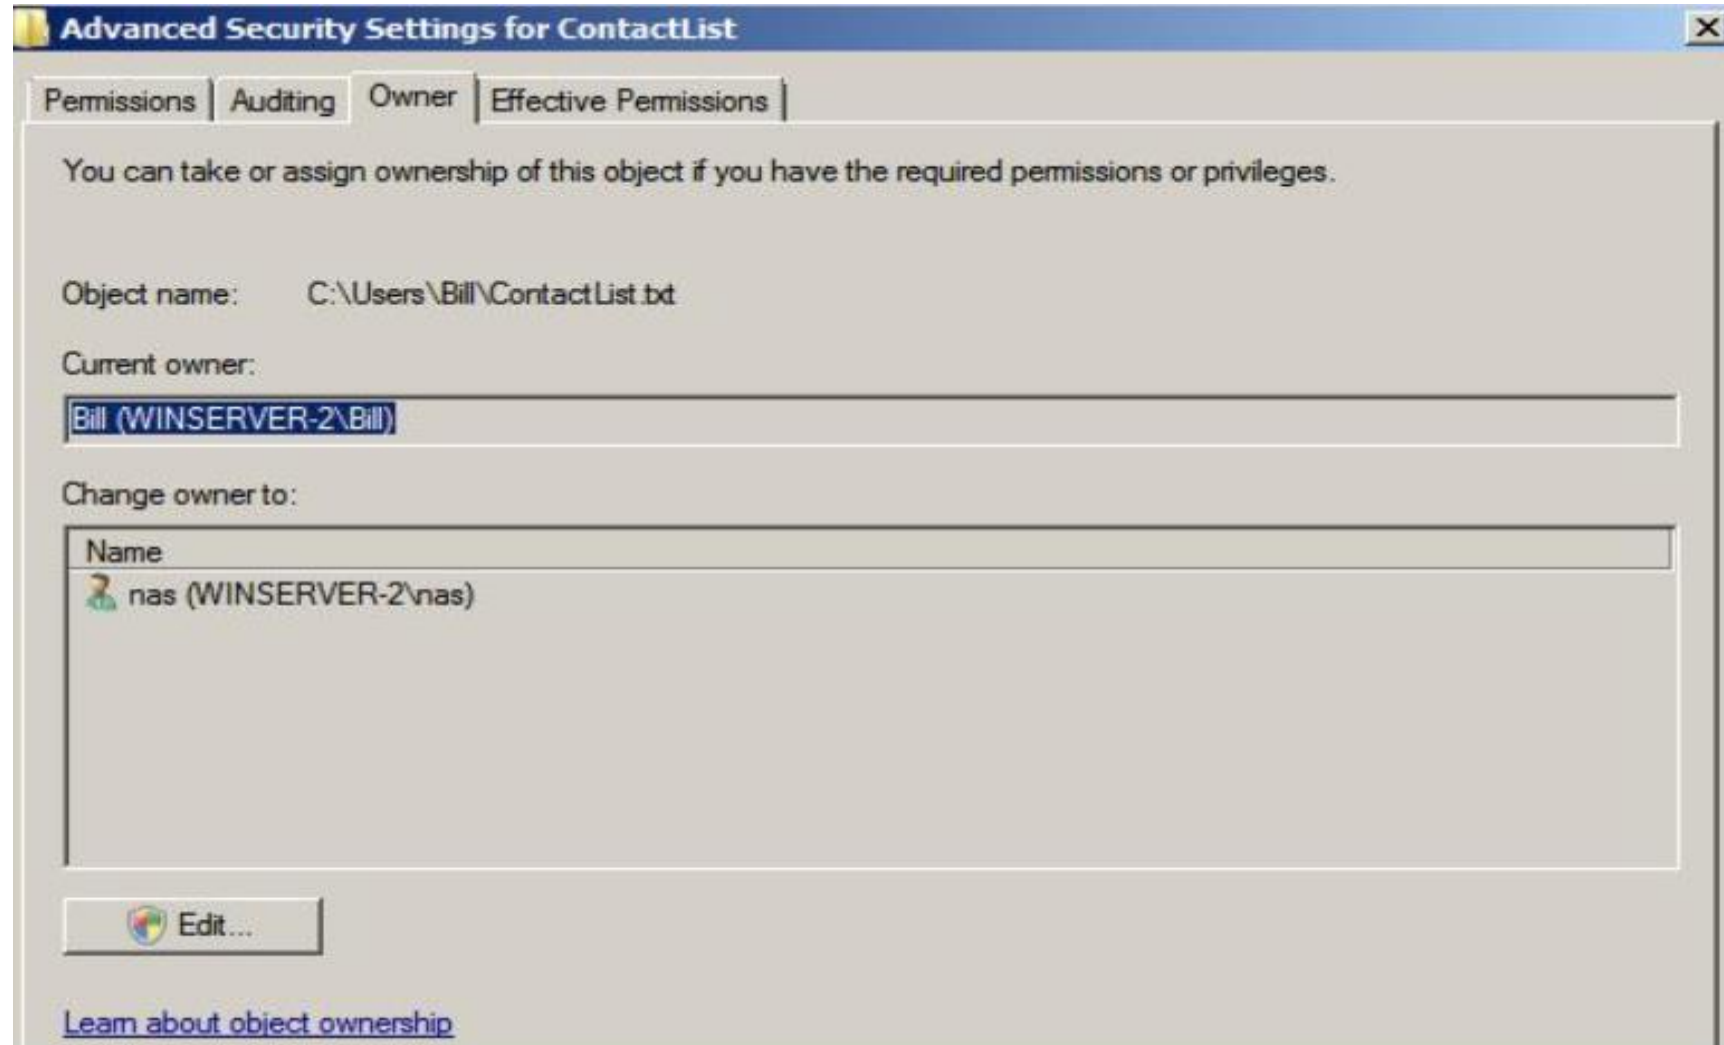 Advanced Security Settings for ContactList
Permissions Auditing Owner Effective Permissions
You can take or assign ownership of this object if you have the required permissions or privileges.
Object name: C:\Users\Bill\ContactList.txt
Current owner:
Bill (WINSERVER-2\Bill)
Change owner to:
Name
nas (WINSERVER-2\nas)
Edit...
Learn about object ownership